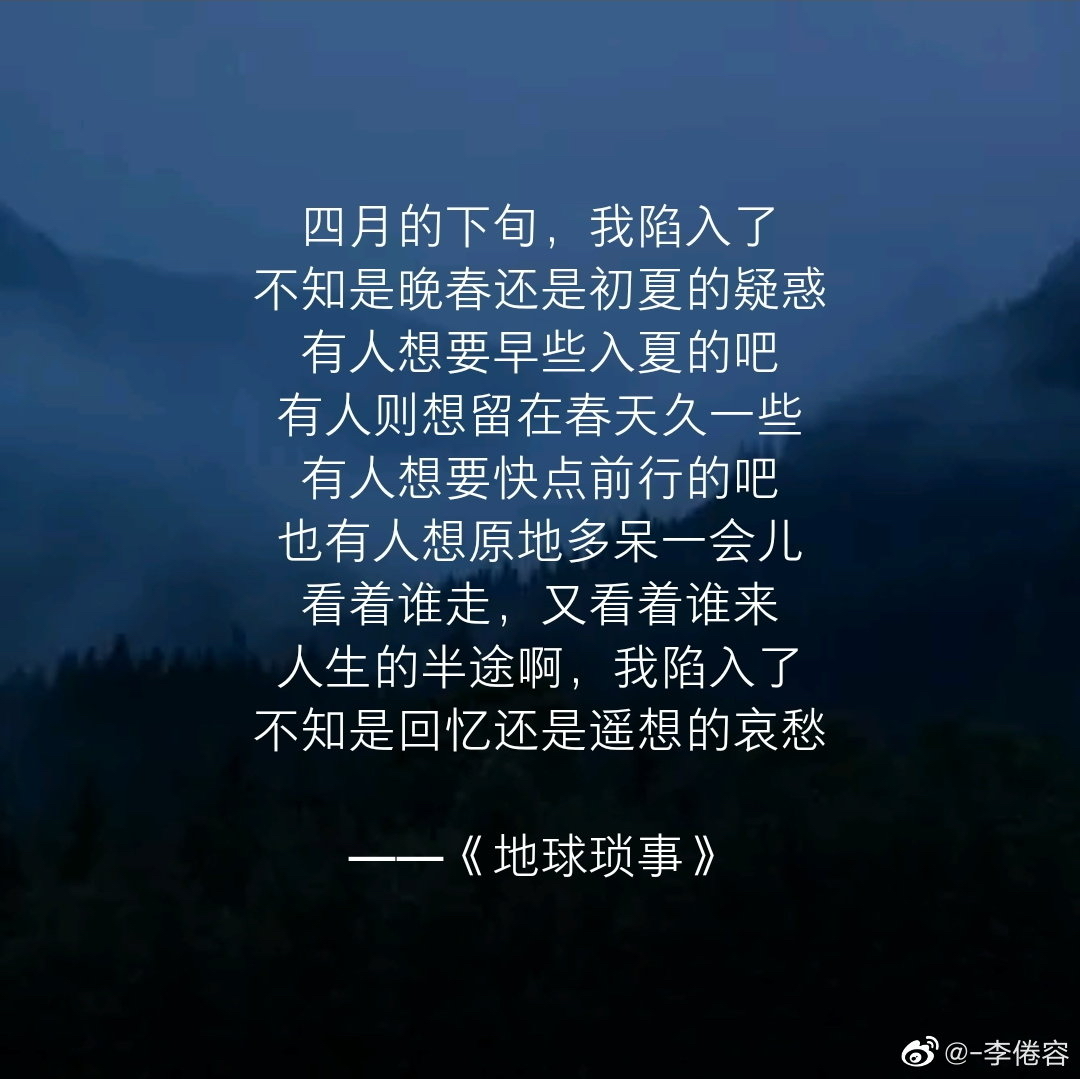 四月的下旬，我陷入了
不知是晚春还是初夏的疑惑
有人想要早些入夏的吧
有人则想留在春天久一些
有人想要快点前行的吧
也有人想原地多呆一会儿
看着谁走，又看着谁来
人生的半途啊，我陷入了
不知是回忆还是遥想的哀愁
——《地球琐事》
@-李倦容